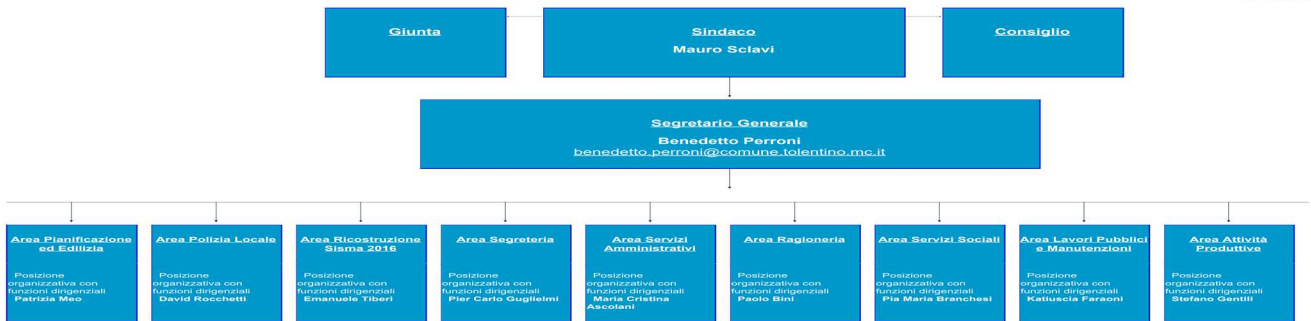 Giunta
Sindaco
Mauro Sclavi
Consiglio
Segretario Generale
Benedetto Perroni
benedetto.perroni@comune.tolentino.mc.it
Area Pianificazione
ed Edilizia
Posizione
organizzativa con
funzioni dirigenziali
Patrizia Meo
Area Polizia Locale
Posizione
organizzativa con
funzioni dirigenziali
David Rocchetti
Area Ricostruzione
Sisma 2016
Posizione
organizzativa con
funzioni dirigenziali
Emanuele Tiberi
Area Segreteria
Posizione
organizzativa con
funzioni dirigenziali
Pier Carlo Guglielmi
Area Servizi
Amministrativi
Posizione
organizzativa con
funzioni dirigenziali
Maria Cristina
Ascolani
Area Ragioneria
Posizione
organizzativa con
funzioni dirigenziali
Paolo Bini
Area Servizi Sociali
Posizione
organizzativa con
funzioni dirigenziali
Pia Maria Branchesi
Area Lavori Pubblici
e Manutenzioni
Posizione
organizzativa con
funzioni dirigenziali
Katiuscia Faraoni
Area Attività
Produttive
Posizione
organizzativa con
funzioni dirigenziali
Stefano Gentili